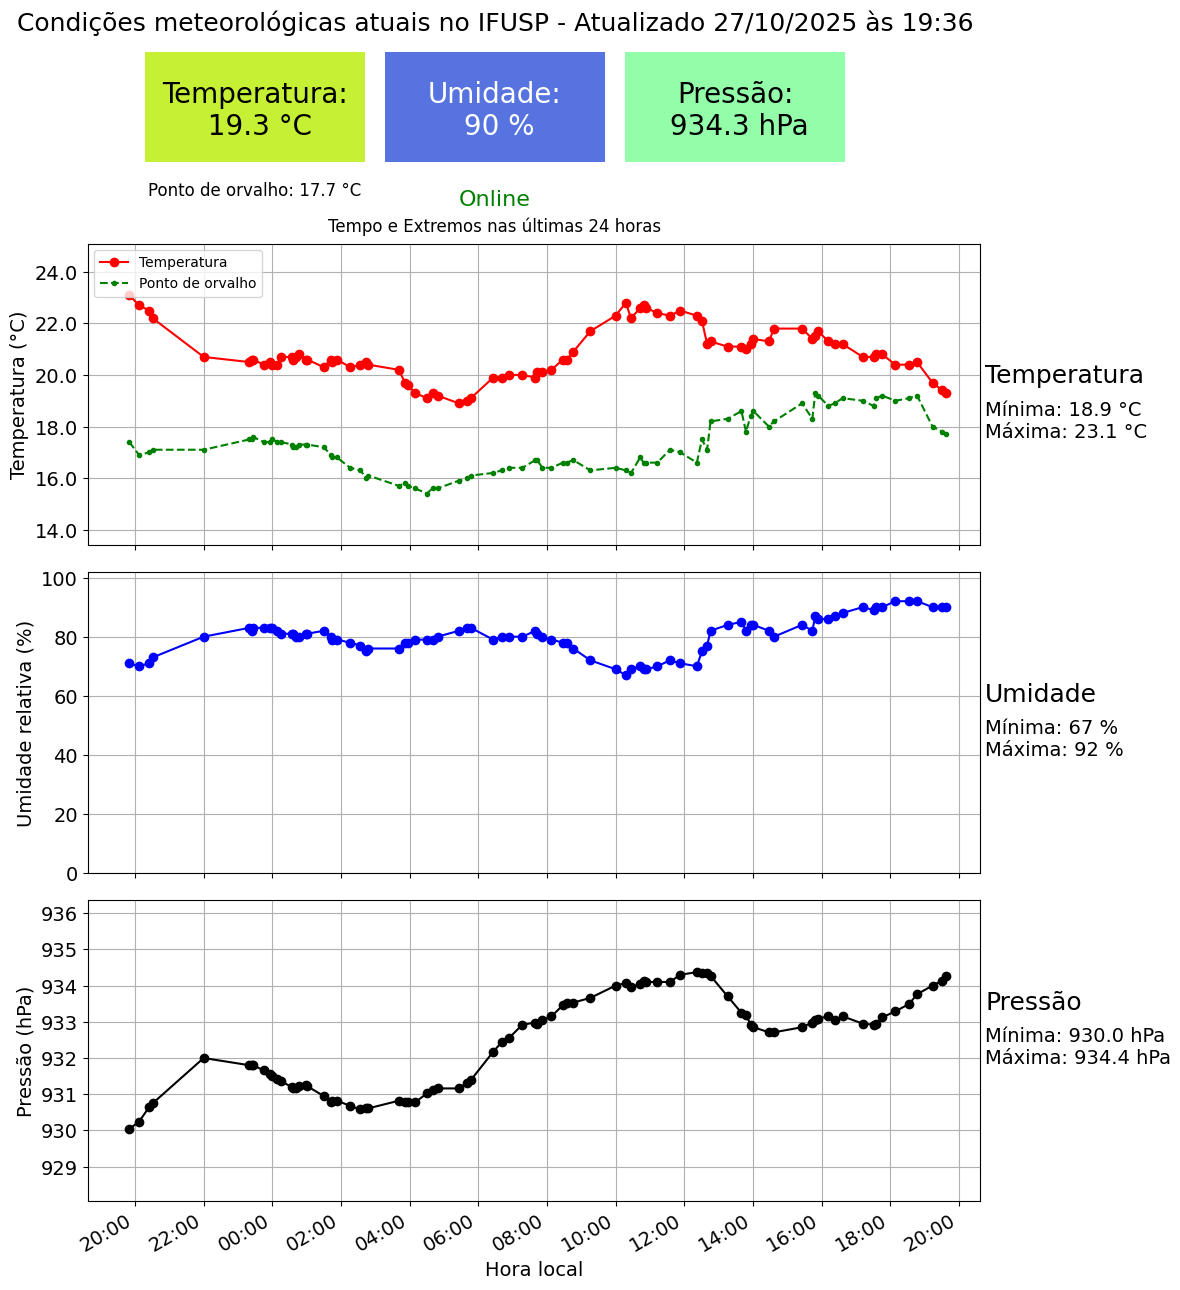 Condições meteorológicas atuais no IFUSP - Atualizado 27/10/2025 às 19:36
Temperatura:
19.3 °C
Umidade:
90 %
Pressão:
934.3 hPa
Ponto de orvalho: 17.7 °C
Online
Tempo e Extremos nas últimas 24 horas
Temperatura
Ponto de orvalho
Temperatura (°C)
24.0
22.0
20.0
18.0
16.0
14.0
Temperatura
Mínima: 18.9 °C
Máxima: 23.1 °C
Umidade relativa (%)
100
80
60
40
20
0
Umidade
Mínima: 67 %
Máxima: 92 %
Pressão (hPa)
936
935
934
933
932
931
930
929
Pressão
Mínima: 930.0 hPa
Máxima: 934.4 hPa
20:00 22:00 00:00 02:00 04:00 06:00 08:00 10:00 12:00 14:00 16:00 18:00 20:00
Hora local